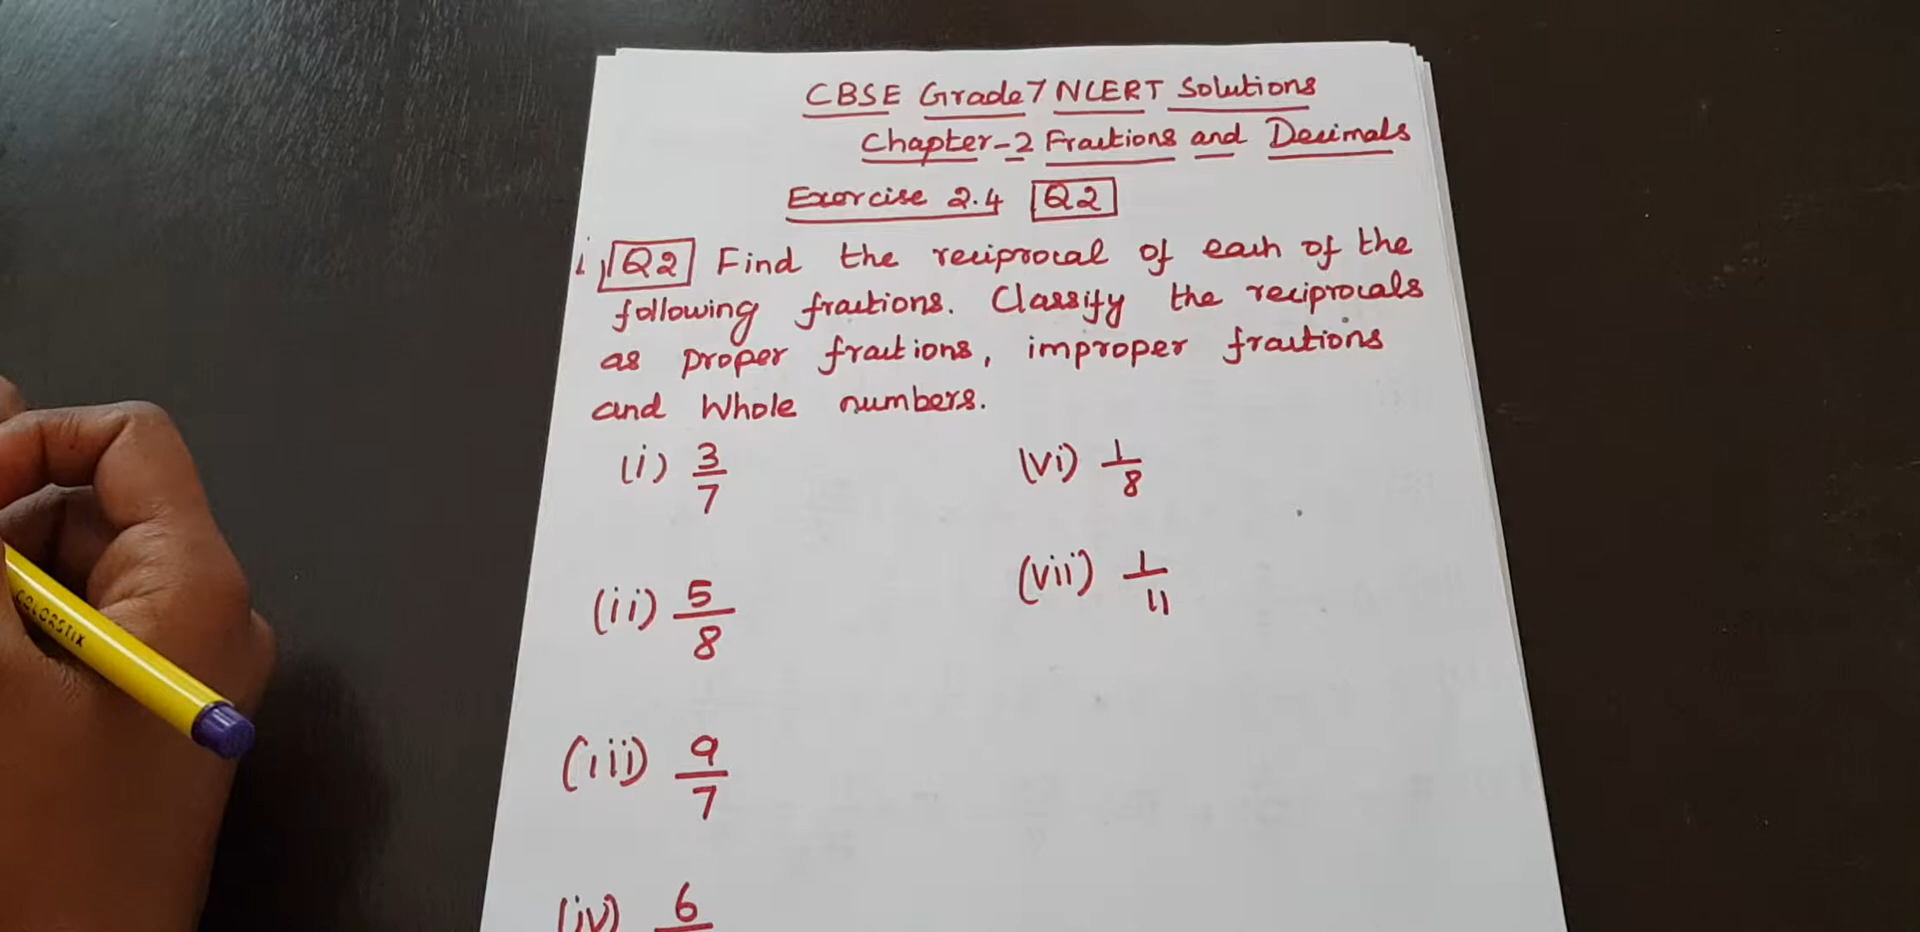 CBSE Grade 7 NCERT Solutions
Chapter-2 Fractions and Decimals
Exercise 2.4 Q2
Q2 Find the reciprocal of each of the
following fractions. Classify the reciprocals
as proper fractions, improper fractions
and Whole numbers.
(i) 3/7
(ii) 5/8
(iii) 9/7
(iv) 6
(vi) 1/8
(vii) 1/11
COLORSTIX